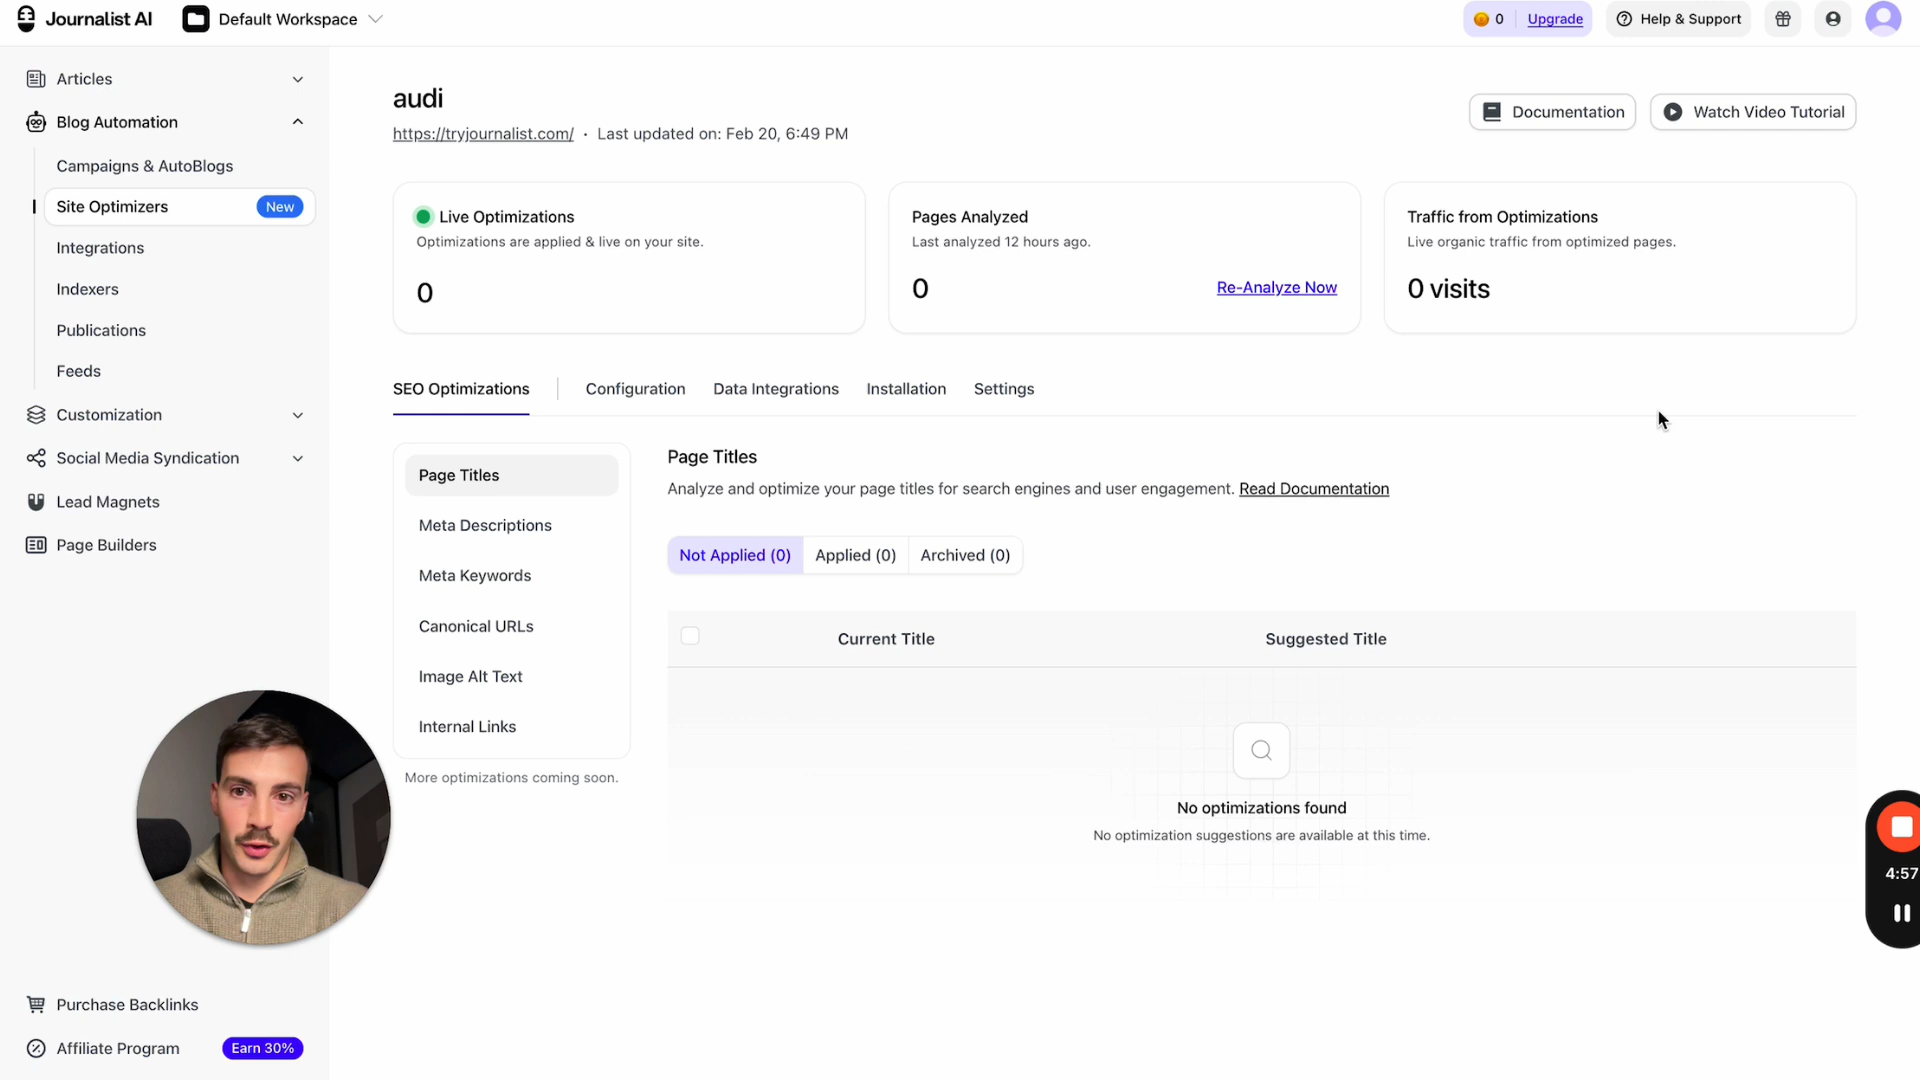 Journalist AI
Default Workspace
0 Upgrade
Help & Support
Articles
Blog Automation
Campaigns & AutoBlogs
Site Optimizers New
Integrations
Indexers
Publications
Feeds
Customization
Social Media Syndication
Lead Magnets
Page Builders
Purchase Backlinks
Affiliate Program Earn 30%
audi
https://tryjournalist.com/ · Last updated on: Feb 20, 6:49 PM
Documentation
Watch Video Tutorial
Live Optimizations
Optimizations are applied & live on your site.
0
Pages Analyzed
Last analyzed 12 hours ago.
0 Re-Analyze Now
Traffic from Optimizations
Live organic traffic from optimized pages.
0 visits
SEO Optimizations Configuration Data Integrations Installation Settings
Page Titles
Meta Descriptions
Meta Keywords
Canonical URLs
Image Alt Text
Internal Links
More optimizations coming soon.
Page Titles
Analyze and optimize your page titles for search engines and user engagement. Read Documentation
Not Applied (0) Applied (0) Archived (0)
Current Title Suggested Title
No optimizations found
No optimization suggestions are available at this time.
4:57